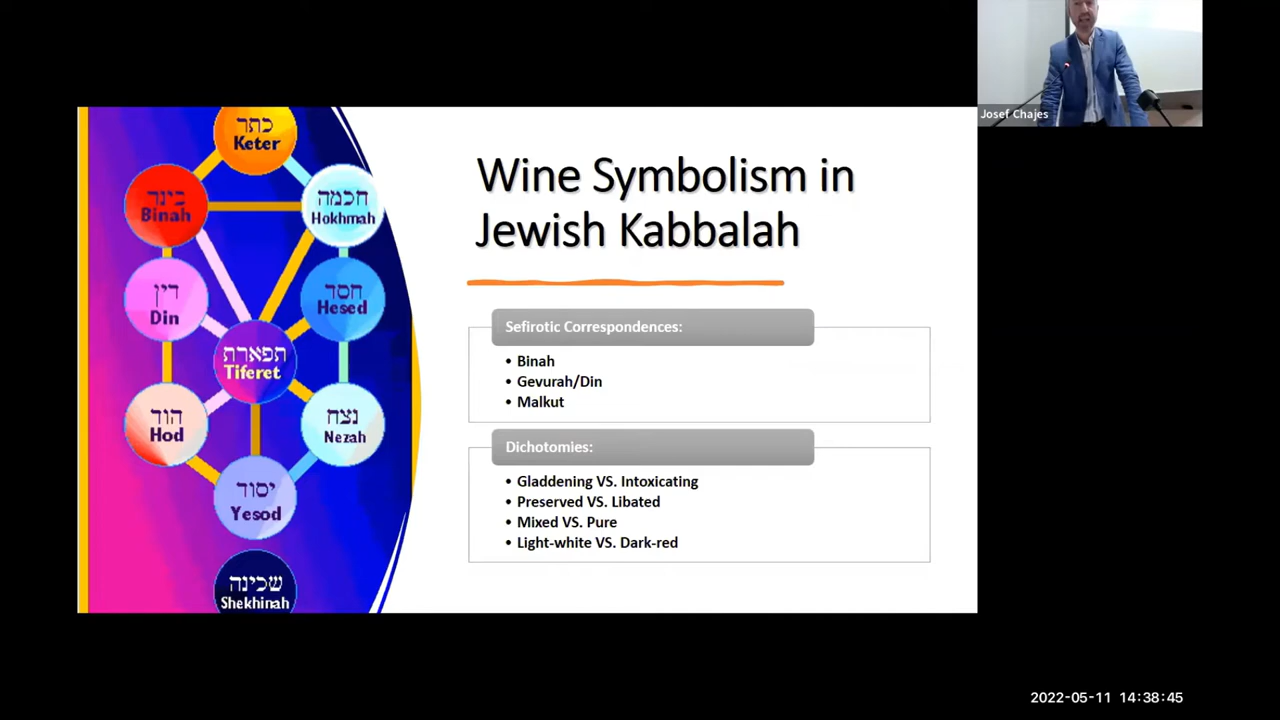 Josef Chajes
כתר
Keter
בינה
Binah
חכמה
Hokhmah
דין
Din
חסד
Hesed
תפארת
Tiferet
הוד
Hod
נצח
Nezah
יסוד
Yesod
שכינה
Shekhinah
Wine Symbolism in
Jewish Kabbalah
Sefirotic Correspondences:
• Binah
• Gevurah/Din
• Malkut
Dichotomies:
• Gladdening VS. Intoxicating
• Preserved VS. Libated
• Mixed VS. Pure
• Light-white VS. Dark-red
2022-05-11 14:38:45